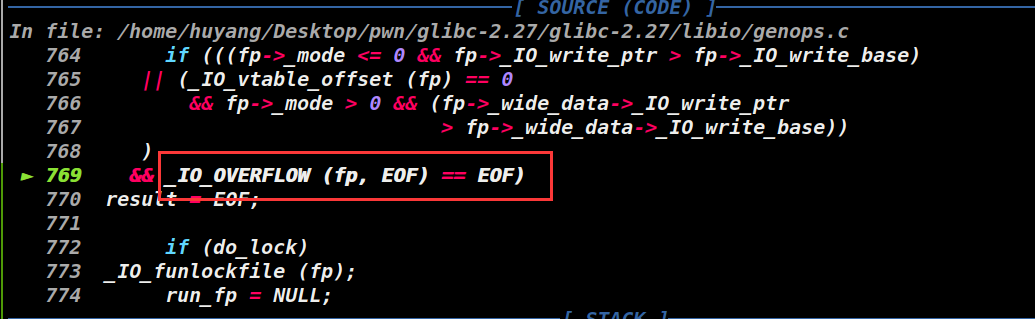 [ SOURCE (CODE) ]
In file: /home/huyang/Desktop/pwn/glibc-2.27/glibc-2.27/libio/genops.c
764 if (((fp->_mode <= 0 && fp->_IO_write_ptr > fp->_IO_write_base)
765 || (_IO_vtable_offset (fp) == 0
766 && fp->_mode > 0 && (fp->_wide_data->_IO_write_ptr
767 > fp->_wide_data->_IO_write_base))
768 )
► 769 && _IO_OVERFLOW (fp, EOF) == EOF)
770 result = EOF;
771
772 if (do_lock)
773 _IO_funlockfile (fp);
774 run_fp = NULL;
[ STACK ]